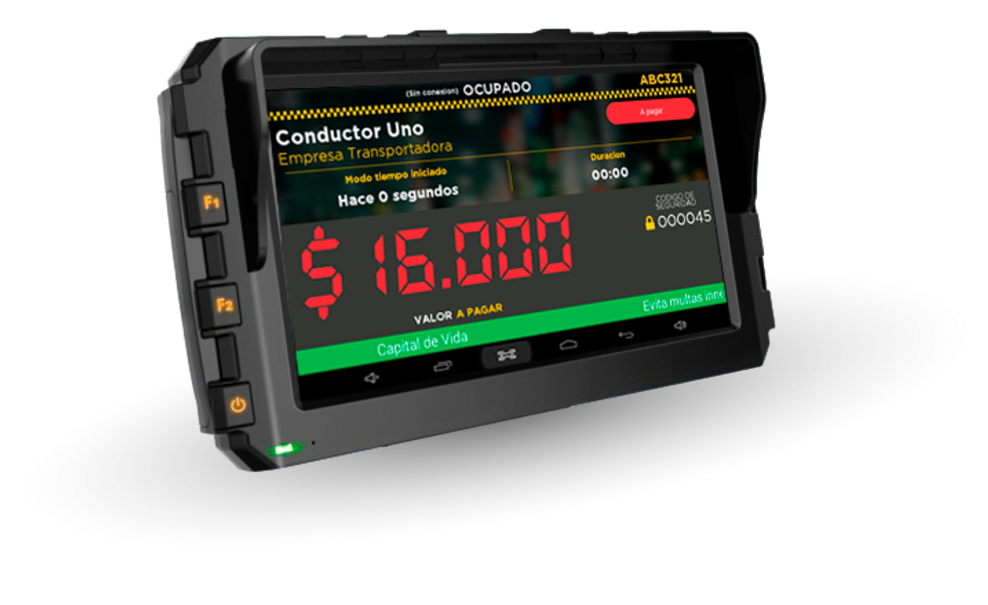 (Sin conexion) OCUPADO
ABC321
Conductor Uno
A pagar
Empresa Transportadora
Modo tiempo iniciado
Duracion
Hace 0 segundos
00:00
CODIGO DE
SEGURIDAD
000045
$16.000
VALOR A PAGAR
Capital de Vida
Evita multas inne
F1
F2